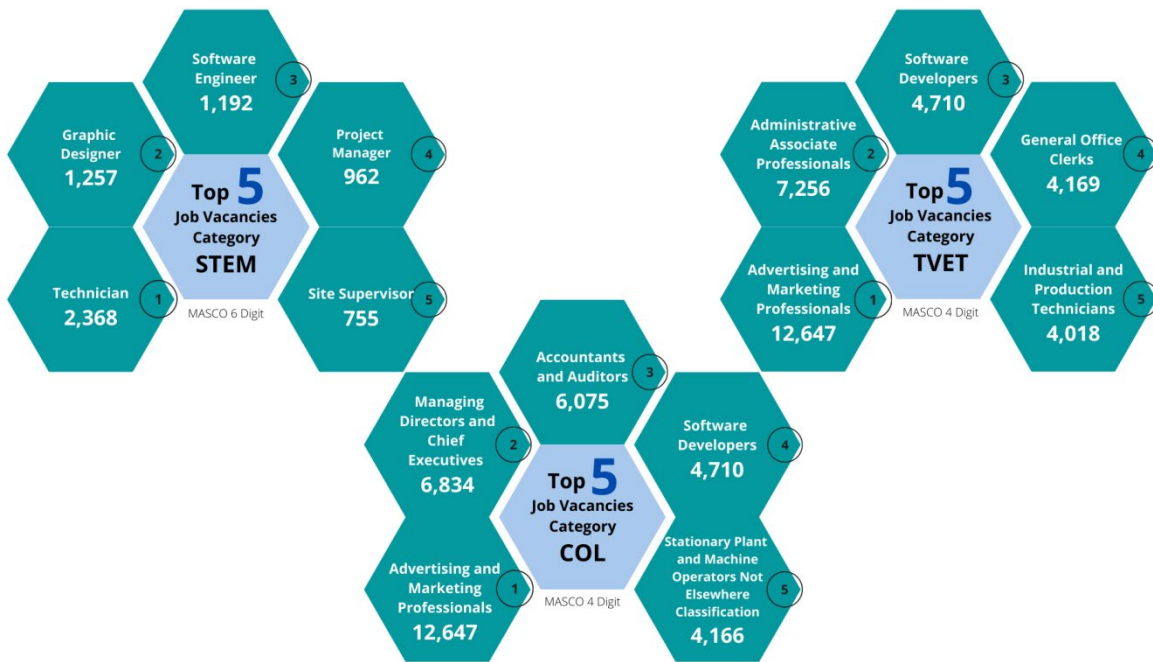 Technician
1
2,368
Graphic
Designer
2
1,257
Software
Engineer
3
1,192
Project
Manager
4
962
Site Supervisor
5
755
Top 5
Job Vacancies
Category
STEM
MASCO 6 Digit
Advertising and
Marketing
Professionals
1
12,647
Administrative
Associate
Professionals
2
7,256
Software
Developers
3
4,710
General Office
Clerks
4
4,169
Industrial and
Production
Technicians
5
4,018
Top 5
Job Vacancies
Category
TVET
MASCO 4 Digit
Advertising and
Marketing
Professionals
1
12,647
Managing
Directors and
Chief
Executives
2
6,834
Accountants
and Auditors
3
6,075
Software
Developers
4
4,710
Stationary Plant
and Machine
Operators Not
Elsewhere
Classification
5
4,166
Top 5
Job Vacancies
Category
COL
MASCO 4 Digit